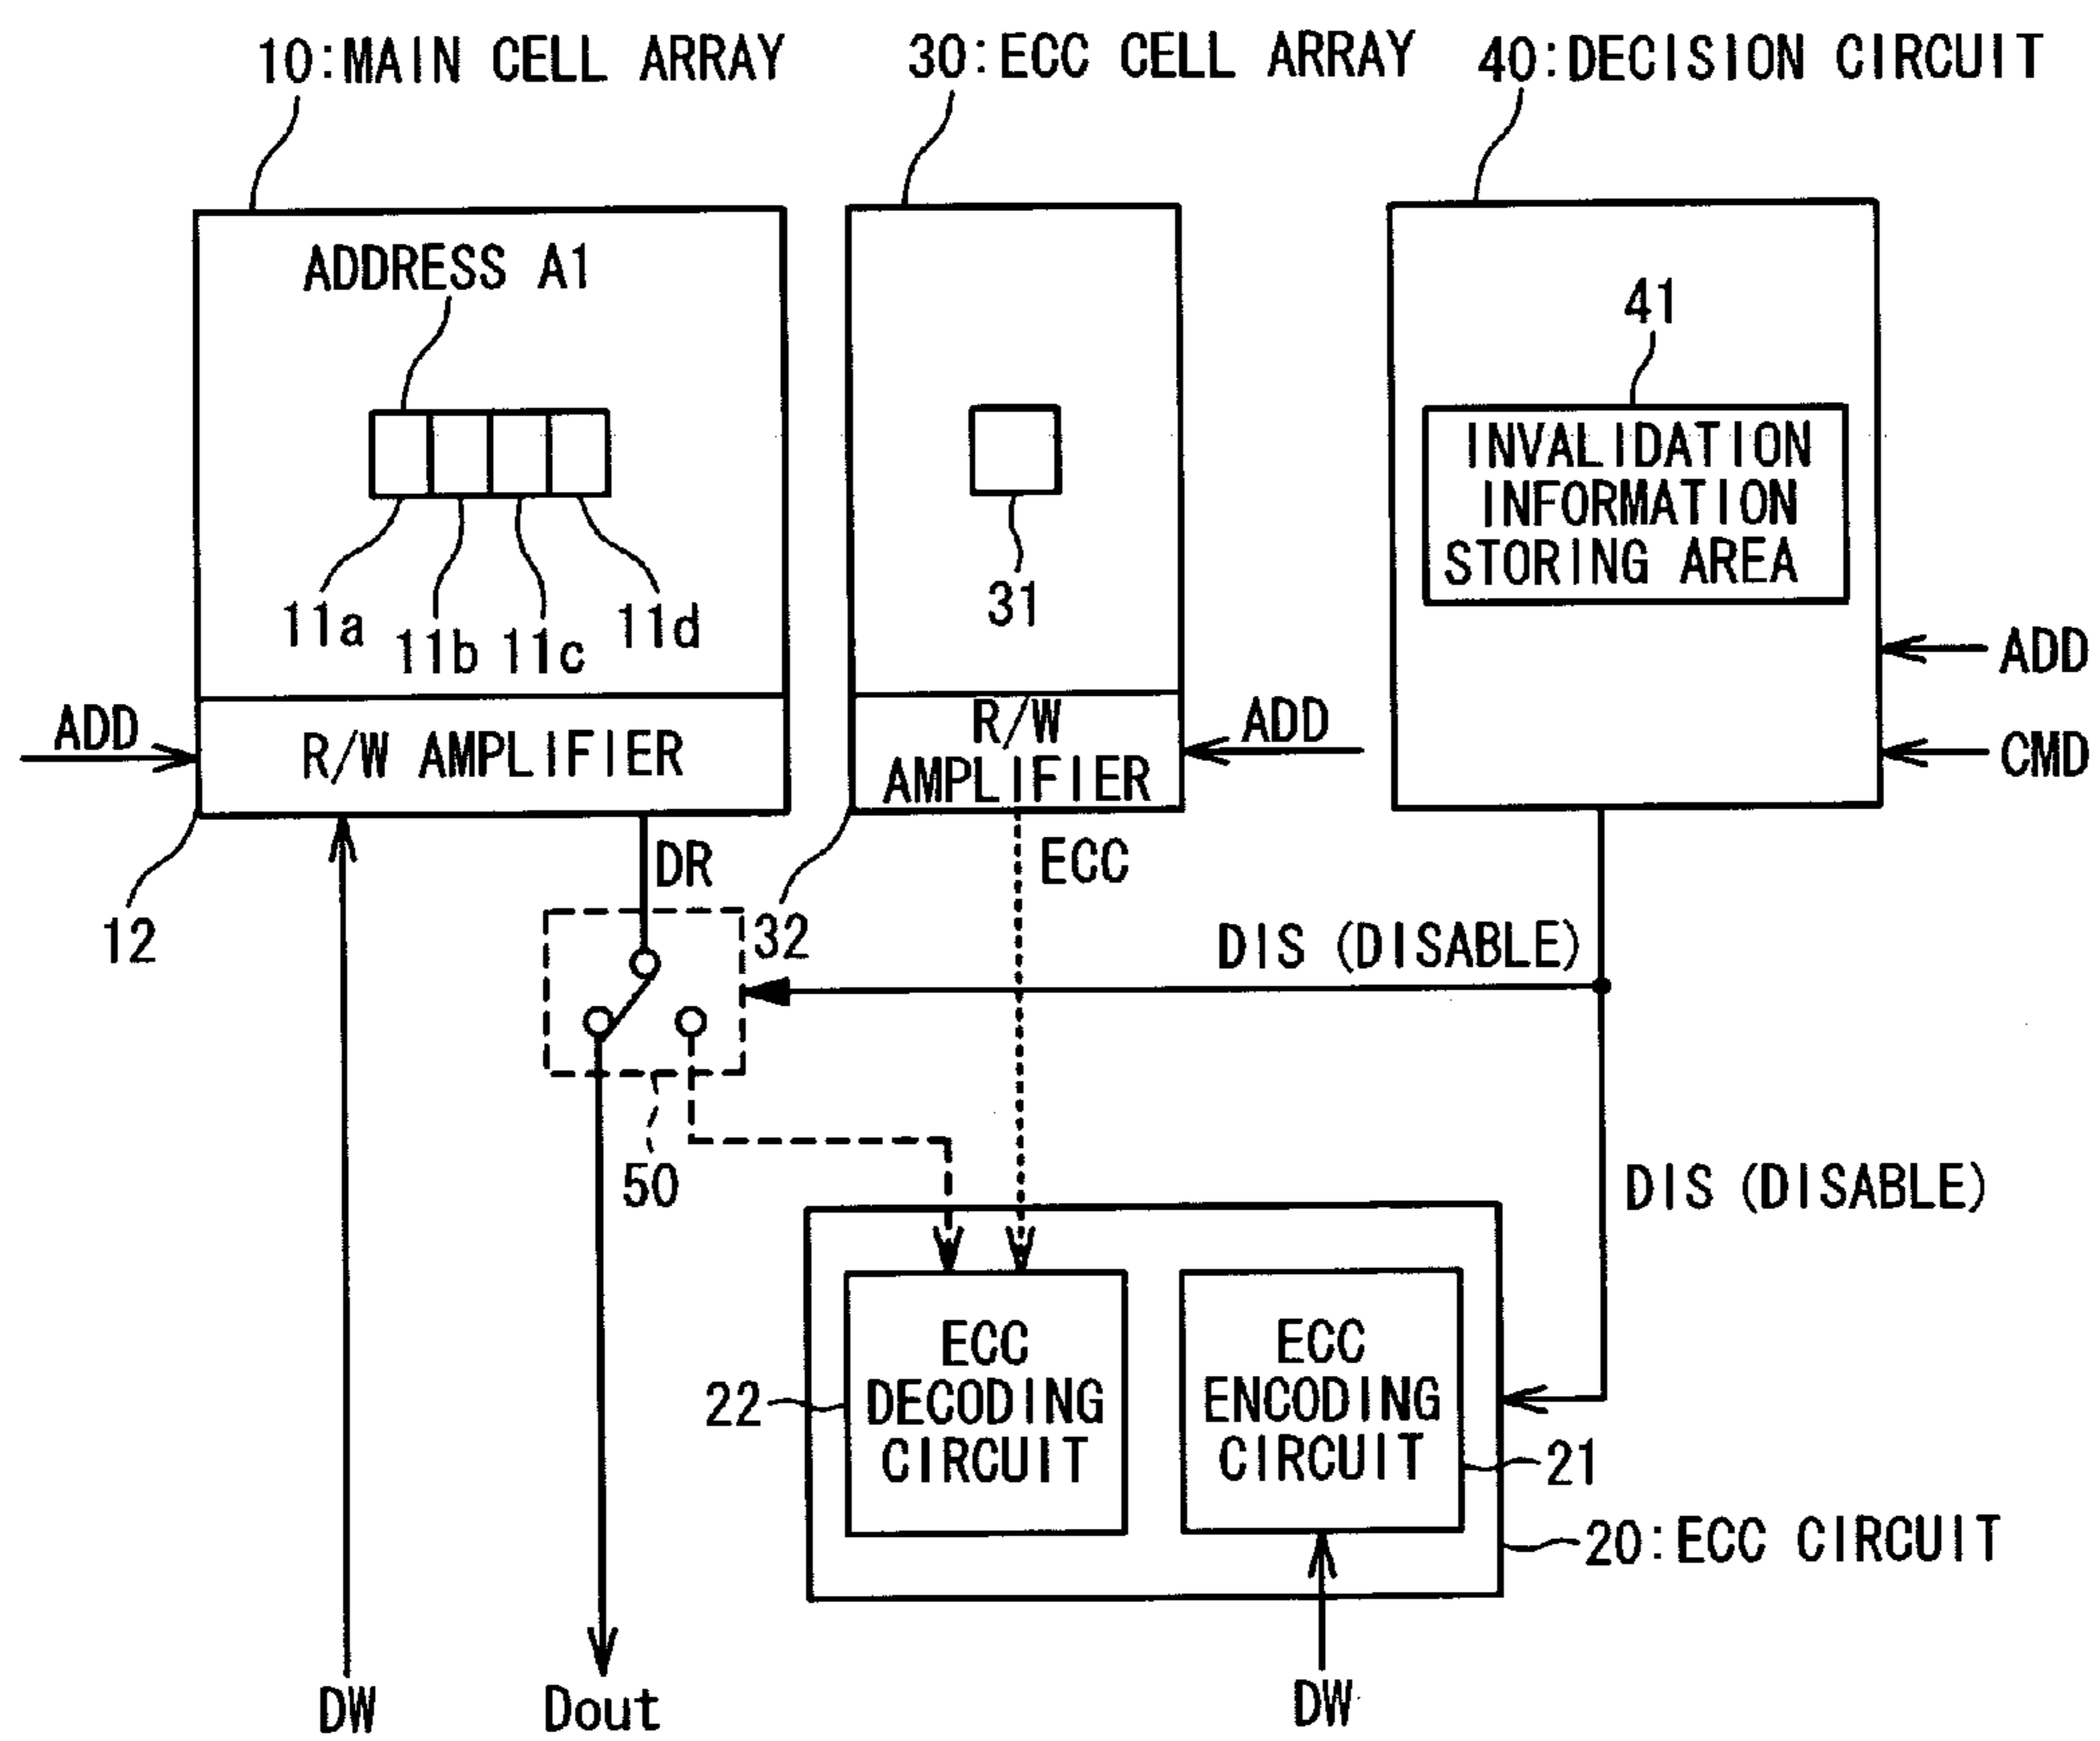 10:MAIN CELL ARRAY
30:ECC CELL ARRAY
40:DECISION CIRCUIT
ADDRESS A1
11a
11b
11c
11d
31
41
INVALIDATION
INFORMATION
STORING AREA
ADD
CMD
ADD
R/W AMPLIFIER
R/W
AMPLIFIER
ADD
12
DR
32
ECC
DIS (DISABLE)
50
DIS (DISABLE)
22
ECC
DECODING
CIRCUIT
ECC
ENCODING
CIRCUIT
21
20:ECC CIRCUIT
DW
Dout
DW